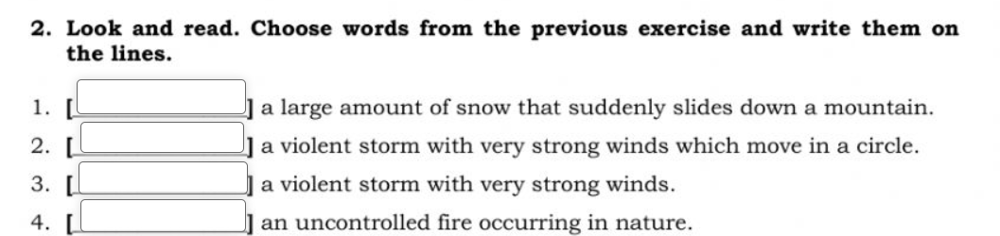 2. Look and read. Choose words from the previous exercise and write them on
the lines.
1. [ ] a large amount of snow that suddenly slides down a mountain.
2. [ ] a violent storm with very strong winds which move in a circle.
3. [ ] a violent storm with very strong winds.
4. [ ] an uncontrolled fire occurring in nature.